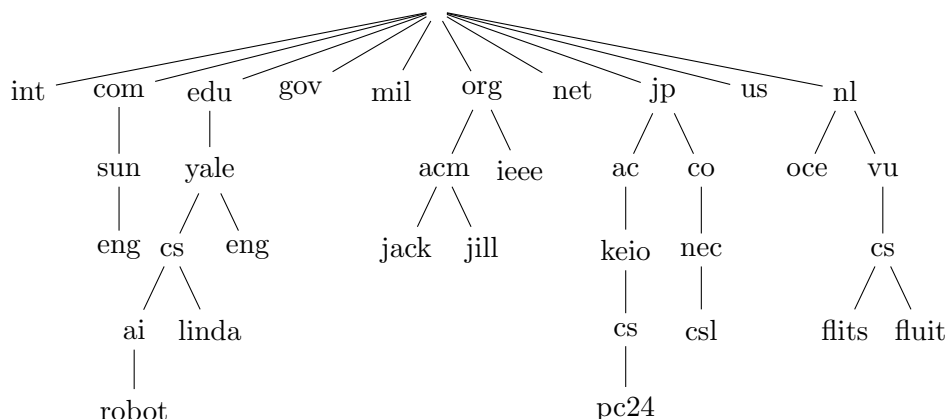 int com edu gov mil org net jp us nl
sun yale acm ieee ac co oce vu
eng cs eng jack jill keio nec cs
ai linda cs csl flits fluit
robot pc24